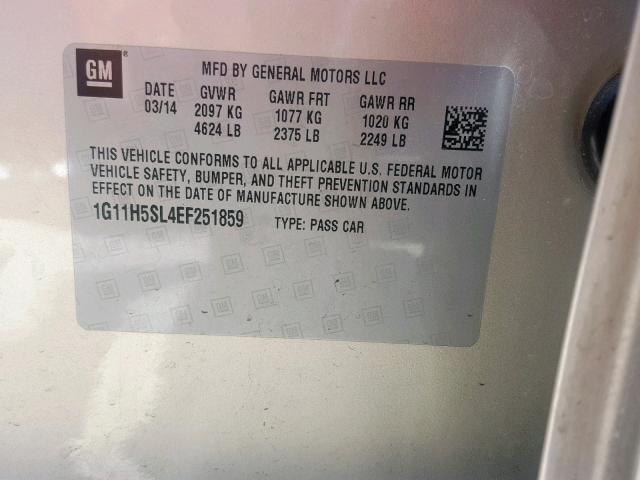 GM
MFD BY GENERAL MOTORS LLC
DATE GVWR GAWR FRT GAWR RR
03/14 2097 KG 1077 KG 1020 KG
4624 LB 2375 LB 2249 LB
THIS VEHICLE CONFORMS TO ALL APPLICABLE U.S. FEDERAL MOTOR
VEHICLE SAFETY, BUMPER, AND THEFT PREVENTION STANDARDS IN
EFFECT ON THE DATE OF MANUFACTURE SHOWN ABOVE.
1G11H5SL4EF251859 TYPE: PASS CAR